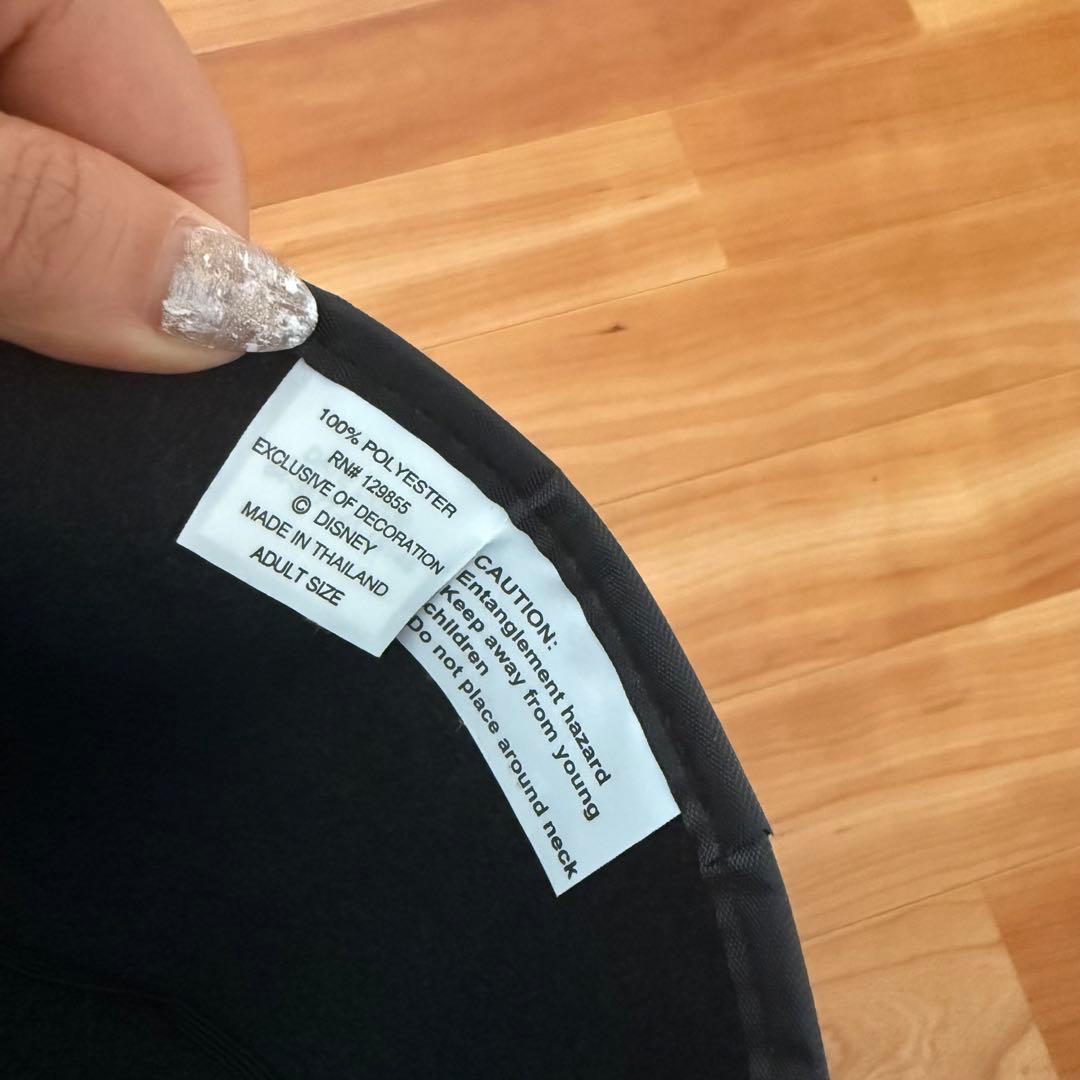 100% POLYESTER
RN# 129855
EXCLUSIVE OF DECORATION
© DISNEY
MADE IN THAILAND
ADULT SIZE
CAUTION:
Entanglement hazard
Keep away from young
children
Do not place around neck